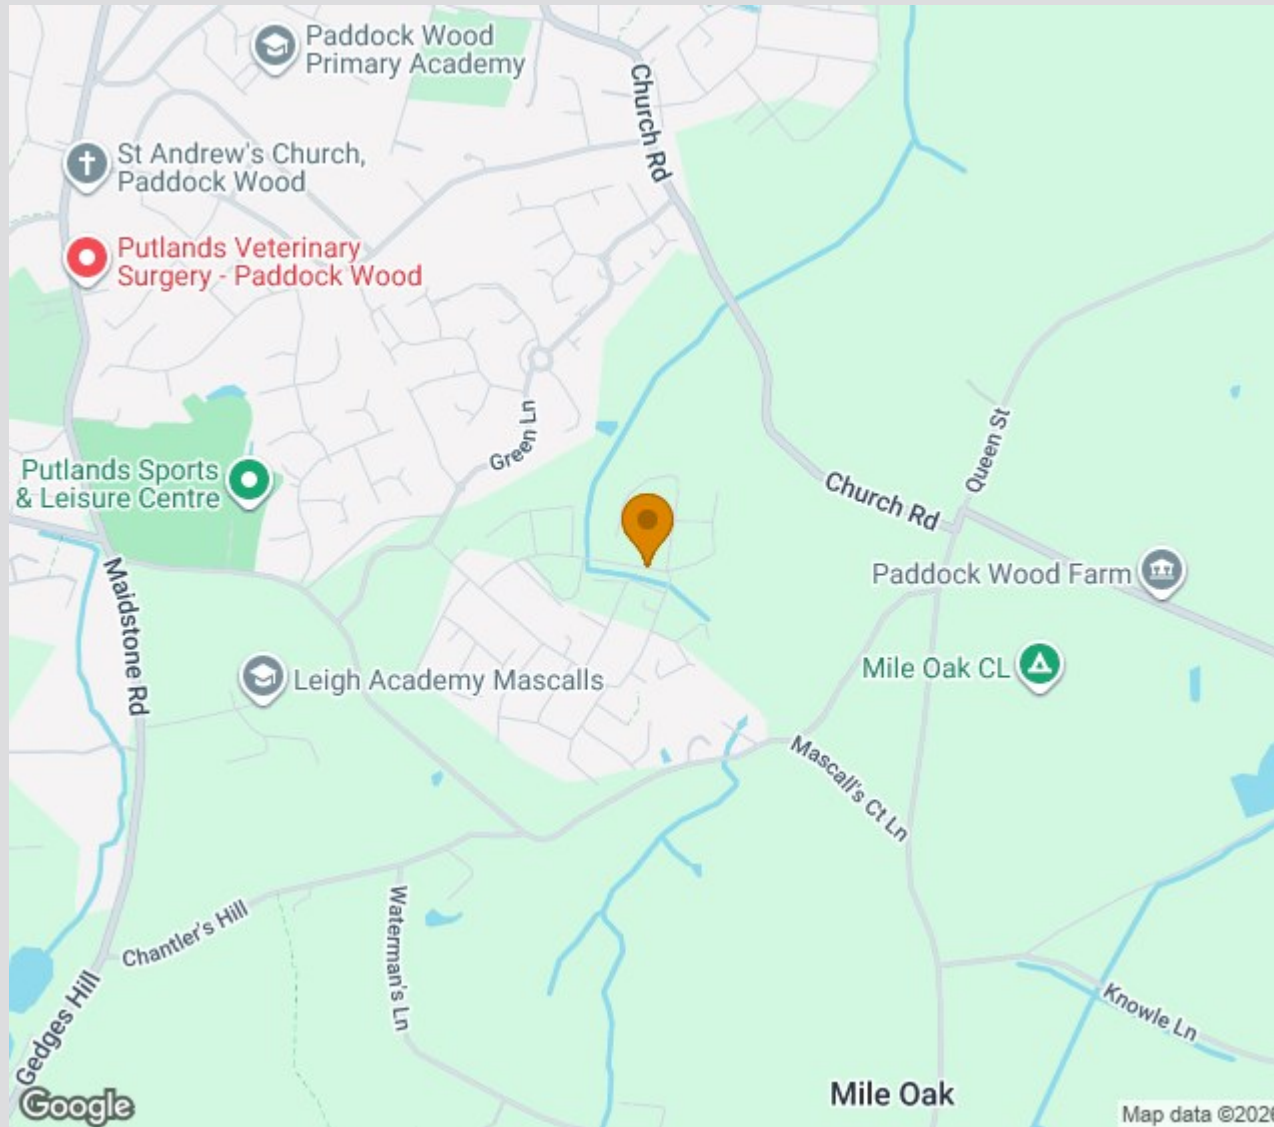 Paddock Wood
Primary Academy
Church Rd
St Andrew's Church,
Paddock Wood
Putlands Veterinary
Surgery - Paddock Wood
Queen St
Green Ln
Putlands Sports
& Leisure Centre
Church Rd
Paddock Wood Farm
Maidstone Rd
Mile Oak CL
Leigh Academy Mascalls
Mascall's Ct Ln
Waterman's Ln
Chantler's Hill
Gedges Hill
Knowle Ln
Mile Oak
Google
Map data ©2026